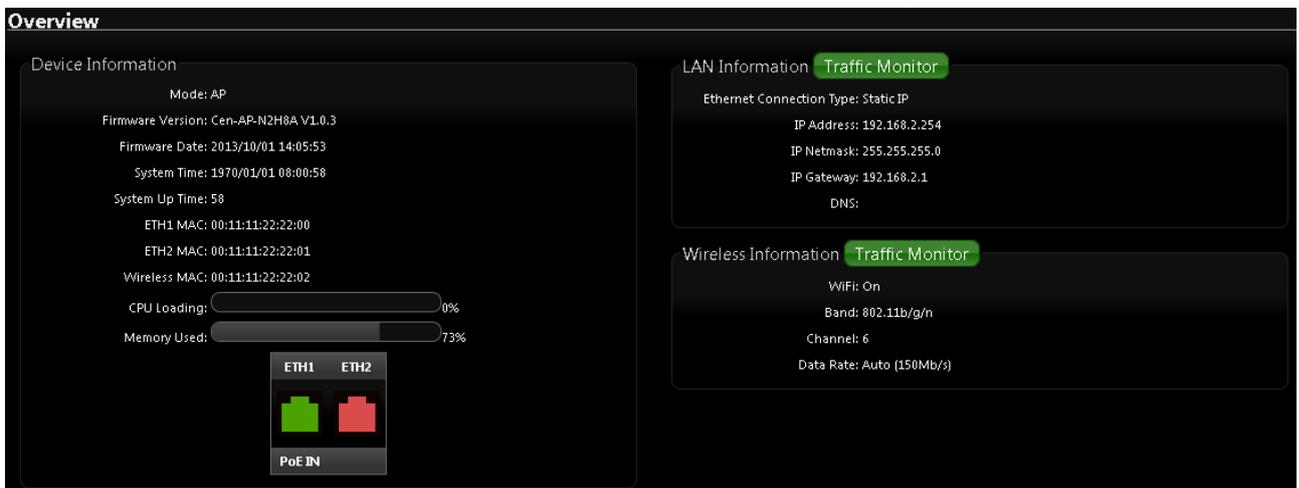 Overview
Device Information
Mode: AP
Firmware Version: Cen-AP-N2H8A V1.0.3
Firmware Date: 2013/10/01 14:05:53
System Time: 1970/01/01 08:00:58
System Up Time: 58
ETH1 MAC: 00:11:11:22:22:00
ETH2 MAC: 00:11:11:22:22:01
Wireless MAC: 00:11:11:22:22:02
CPU Loading: 0%
Memory Used: 73%
ETH1 ETH2
PoE IN
LAN Information Traffic Monitor
Ethernet Connection Type: Static IP
IP Address: 192.168.2.254
IP Netmask: 255.255.255.0
IP Gateway: 192.168.2.1
DNS:
Wireless Information Traffic Monitor
WiFi: On
Band: 802.11b/g/n
Channel: 6
Data Rate: Auto (150Mb/s)